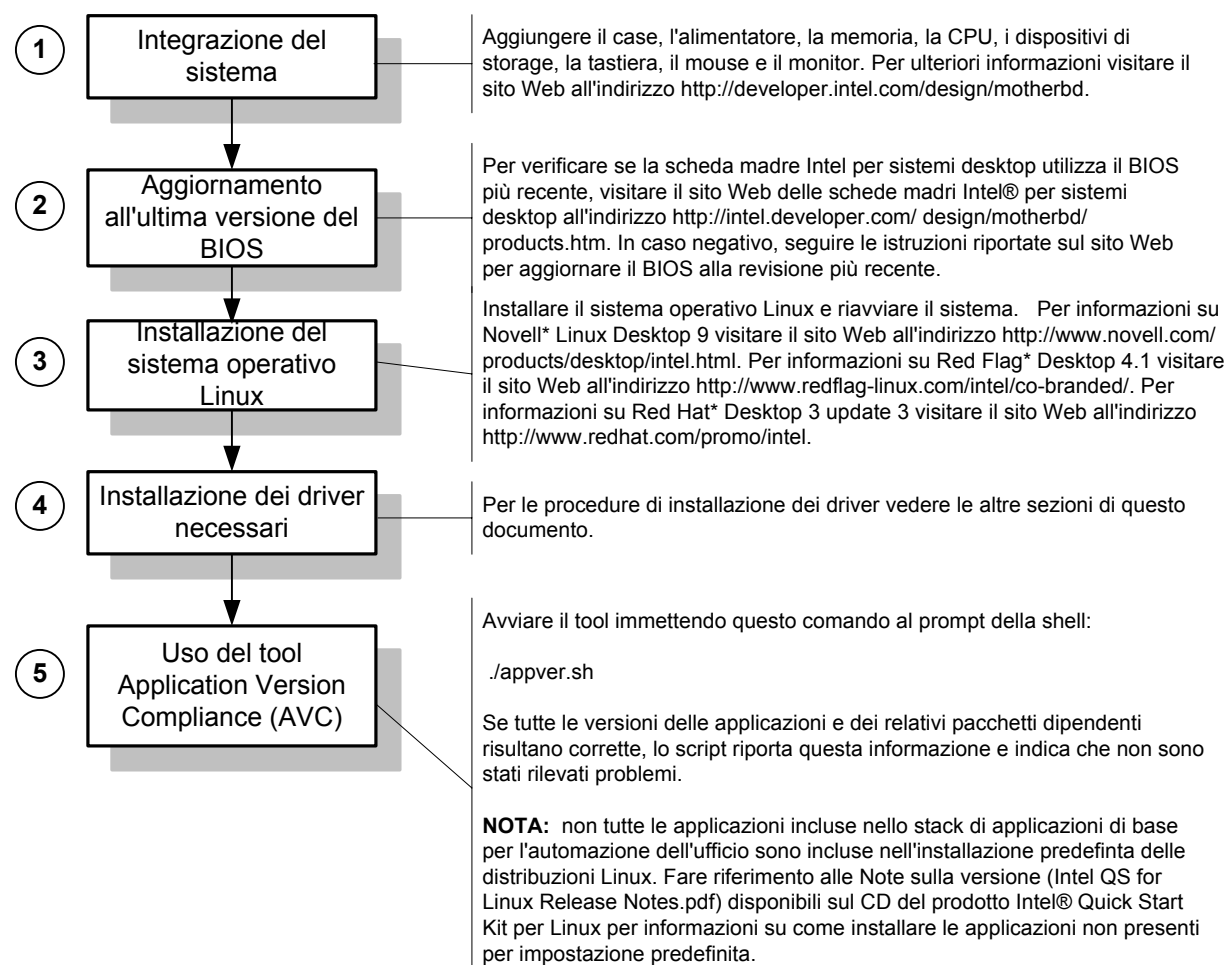 1
Integrazione del
sistema
Aggiungere il case, l'alimentatore, la memoria, la CPU, i dispositivi di
storage, la tastiera, il mouse e il monitor. Per ulteriori informazioni visitare il
sito Web all'indirizzo http://developer.intel.com/design/motherbd.
2
Aggiornamento
all'ultima versione del
BIOS
Per verificare se la scheda madre Intel per sistemi desktop utilizza il BIOS
più recente, visitare il sito Web delle schede madri Intel® per sistemi
desktop all'indirizzo http://intel.developer.com/ design/motherbd/
products.htm. In caso negativo, seguire le istruzioni riportate sul sito Web
per aggiornare il BIOS alla revisione più recente.
3
Installazione del
sistema operativo
Linux
Installare il sistema operativo Linux e riavviare il sistema.   Per informazioni su
Novell* Linux Desktop 9 visitare il sito Web all'indirizzo http://www.novell.com/
products/desktop/intel.html. Per informazioni su Red Flag* Desktop 4.1 visitare
il sito Web all'indirizzo http://www.redflag-linux.com/intel/co-branded/. Per
informazioni su Red Hat* Desktop 3 update 3 visitare il sito Web all'indirizzo
http://www.redhat.com/promo/intel.
4
Installazione dei driver
necessari
Per le procedure di installazione dei driver vedere le altre sezioni di questo
documento.
5
Uso del tool
Application Version
Compliance (AVC)
Avviare il tool immettendo questo comando al prompt della shell:
./appver.sh
Se tutte le versioni delle applicazioni e dei relativi pacchetti dipendenti
risultano corrette, lo script riporta questa informazione e indica che non sono
stati rilevati problemi.
NOTA:  non tutte le applicazioni incluse nello stack di applicazioni di base
per l'automazione dell'ufficio sono incluse nell'installazione predefinta delle
distribuzioni Linux. Fare riferimento alle Note sulla versione (Intel QS for
Linux Release Notes.pdf) disponibili sul CD del prodotto Intel® Quick Start
Kit per Linux per informazioni su come installare le applicazioni non presenti
per impostazione predefinita.